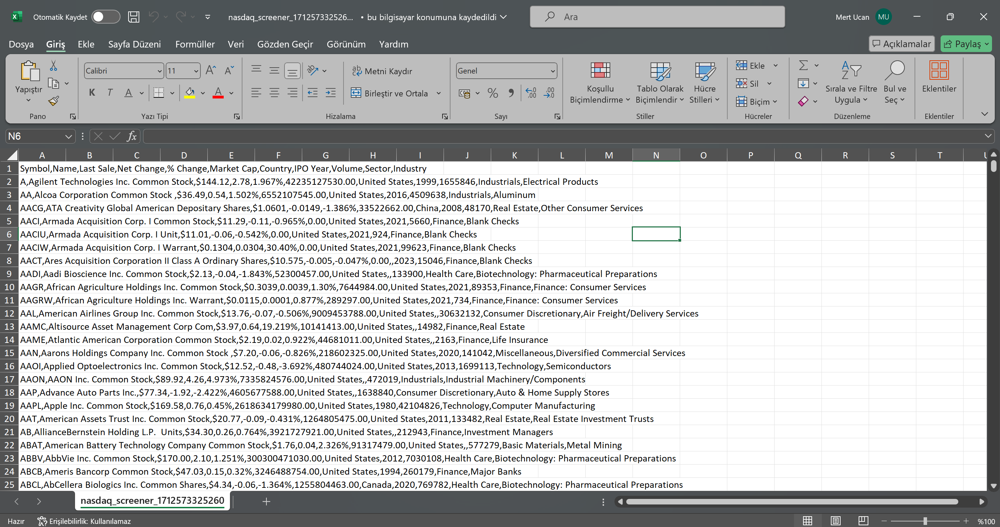 Otomatik Kaydet
nasdaq_screener_171257332526... • bu bilgisayar konumuna kaydedildi
Ara
Mert Ucan
MU
Dosya
Giriş
Ekle
Sayfa Düzeni
Formüller
Veri
Gözden Geçir
Görünüm
Yardım
Açıklamalar
Paylaş
Yapıştır
Pano
Calibri
11
K
T
A
Yazı Tipi
Metni Kaydır
Birleştir ve Ortala
Hizalama
Genel
Sayı
Koşullu
Biçimlendirme
Tablo Olarak
Biçimlendir
Hücre
Stilleri
Stiller
Ekle
Sil
Biçim
Hücreler
Sırala ve Filtre
Uygula
Bul ve
Seç
Düzenleme
Eklentiler
Eklentiler
N6
fx
A B C D E F G H I J K L M N O P Q R S T
1 Symbol,Name,Last Sale,Net Change,% Change,Market Cap,Country,IPO Year,Volume,Sector,Industry
2 A,Agilent Technologies Inc. Common Stock,$144.12,2.78,1.967%,42235127530.00,United States,1999,1655846,Industrials,Electrical Products
3 AA,Alcoa Corporation Common Stock ,$36.49,0.54,1.502%,6552107545.00,United States,2016,4509638,Industrials,Aluminum
4 AACG,ATA Creativity Global American Depositary Shares,$1.0601,-0.0149,-1.386%,33522662.00,China,2008,48170,Real Estate,Other Consumer Services
5 AACI,Armada Acquisition Corp. I Common Stock,$11.29,-0.11,-0.965%,0.00,United States,2021,5660,Finance,Blank Checks
6 AACIU,Armada Acquisition Corp. I Unit,$11.01,-0.06,-0.542%,0.00,United States,2021,924,Finance,Blank Checks
7 AACIW,Armada Acquisition Corp. I Warrant,$0.1304,0.0304,30.40%,0.00,United States,2021,99623,Finance,Blank Checks
8 AACT,Ares Acquisition Corporation II Class A Ordinary Shares,$10.575,-0.005,-0.047%,0.00,,2023,15046,Finance,Blank Checks
9 AADI,Aadi Bioscience Inc. Common Stock,$2.13,-0.04,-1.843%,52300457.00,United States,,133900,Health Care,Biotechnology: Pharmaceutical Preparations
10 AAGR,African Agriculture Holdings Inc. Common Stock,$0.3039,0.0039,1.30%,7644984.00,United States,2021,89353,Finance,Finance: Consumer Services
11 AAGRW,African Agriculture Holdings Inc. Warrant,$0.0115,0.0001,0.877%,289297.00,United States,2021,734,Finance,Finance: Consumer Services
12 AAL,American Airlines Group Inc. Common Stock,$13.76,-0.07,-0.506%,9009453788.00,United States,,30632132,Consumer Discretionary,Air Freight/Delivery Services
13 AAMC,Altisource Asset Management Corp Com,$3.97,0.64,19.219%,10141413.00,United States,,14982,Finance,Real Estate
14 AAME,Atlantic American Corporation Common Stock,$2.19,0.02,0.922%,44681011.00,United States,,2163,Finance,Life Insurance
15 AAN,Aarons Holdings Company Inc. Common Stock ,$7.20,-0.06,-0.826%,218602325.00,United States,2020,141042,Miscellaneous,Diversified Commercial Services
16 AAOI,Applied Optoelectronics Inc. Common Stock,$12.52,-0.48,-3.692%,480744024.00,United States,2013,1699113,Technology,Semiconductors
17 AAON,AAON Inc. Common Stock,$89.92,4.26,4.973%,7335824576.00,United States,,472019,Industrials,Industrial Machinery/Components
18 AAP,Advance Auto Parts Inc.,$77.34,-1.92,-2.422%,4605677588.00,United States,,1638840,Consumer Discretionary,Auto & Home Supply Stores
19 AAPL,Apple Inc. Common Stock,$169.58,0.76,0.45%,2618634179980.00,United States,1980,42104826,Technology,Computer Manufacturing
20 AAT,American Assets Trust Inc. Common Stock,$20.77,-0.09,-0.431%,1264805475.00,United States,2011,133482,Real Estate,Real Estate Investment Trusts
21 AB,AllianceBernstein Holding L.P.  Units,$34.30,0.26,0.764%,3921727921.00,United States,,212943,Finance,Investment Managers
22 ABAT,American Battery Technology Company Common Stock,$1.76,0.04,2.326%,91317479.00,United States,,577279,Basic Materials,Metal Mining
23 ABBV,AbbVie Inc. Common Stock,$170.00,2.10,1.251%,300300471030.00,United States,2012,7030108,Health Care,Biotechnology: Pharmaceutical Preparations
24 ABCB,Ameris Bancorp Common Stock,$47.03,0.15,0.32%,3246488754.00,United States,1994,260179,Finance,Major Banks
25 ABCL,AbCellera Biologics Inc. Common Shares,$4.34,-0.06,-1.364%,1255804463.00,Canada,2020,769782,Health Care,Biotechnology: Pharmaceutical Preparations
nasdaq_screener_1712573325260
Hazır
Erişilebilirlik: Kullanılamaz
%100